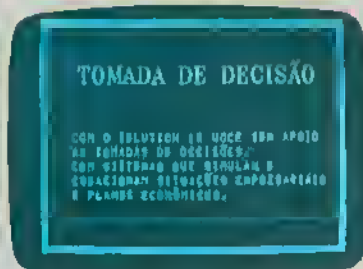 TOMADA DE DECISÃO
COM O VOCÊ TEM APOIO
AS TOMADAS DE DECISÕES,
COM SISTEMAS QUE SIMULAM E
EQUACIONAM SITUAÇÕES EMPRESARIAIS
E PLANOS ECONÔMICOS.